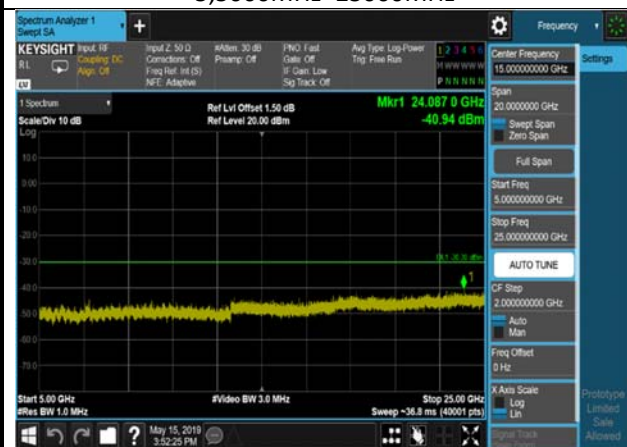 Spectrum Analyzer 1
Swept SA
Frequency
KEYSIGHT
Input: RF
Coupling: DC
Align: Off
Input Z: 50 Ω
Corrections: Off
Freq Ref: Int (S)
NFE: Adaptive
#Atten: 30 dB
Preamp: Off
PNO: Fast
Gate: Off
IF Gain: Low
Sig Track: Off
Avg Type: Log-Power
Trig: Free Run
1 2 3 4 5 6
M W W W W W
P N N N N N
RL
1 Spectrum
Scale/Div 10 dB
Log
Ref Lvl Offset 1.50 dB
Ref Level 20.00 dBm
Mkr1 24.087 0 GHz
-40.94 dBm
10.0
0.00
-10.0
-20.0
-30.0
-40.0
-50.0
-60.0
-70.0
1
Start 5.00 GHz
#Res BW 1.0 MHz
#Video BW 3.0 MHz
Stop 25.00 GHz
Sweep ~36.8 ms (40001 pts)
May 15, 2019
3:52:25 PM
Center Frequency
15.000000000 GHz
Settings
Span
20.0000000 GHz
Swept Span
Zero Span
Full Span
Start Freq
5.000000000 GHz
Stop Freq
25.000000000 GHz
AUTO TUNE
CF Step
2.000000000 GHz
Auto
Man
Freq Offset
0 Hz
X Axis Scale
Log
Lin
Signal Track
Prototype
Limited
Sale
Allowed